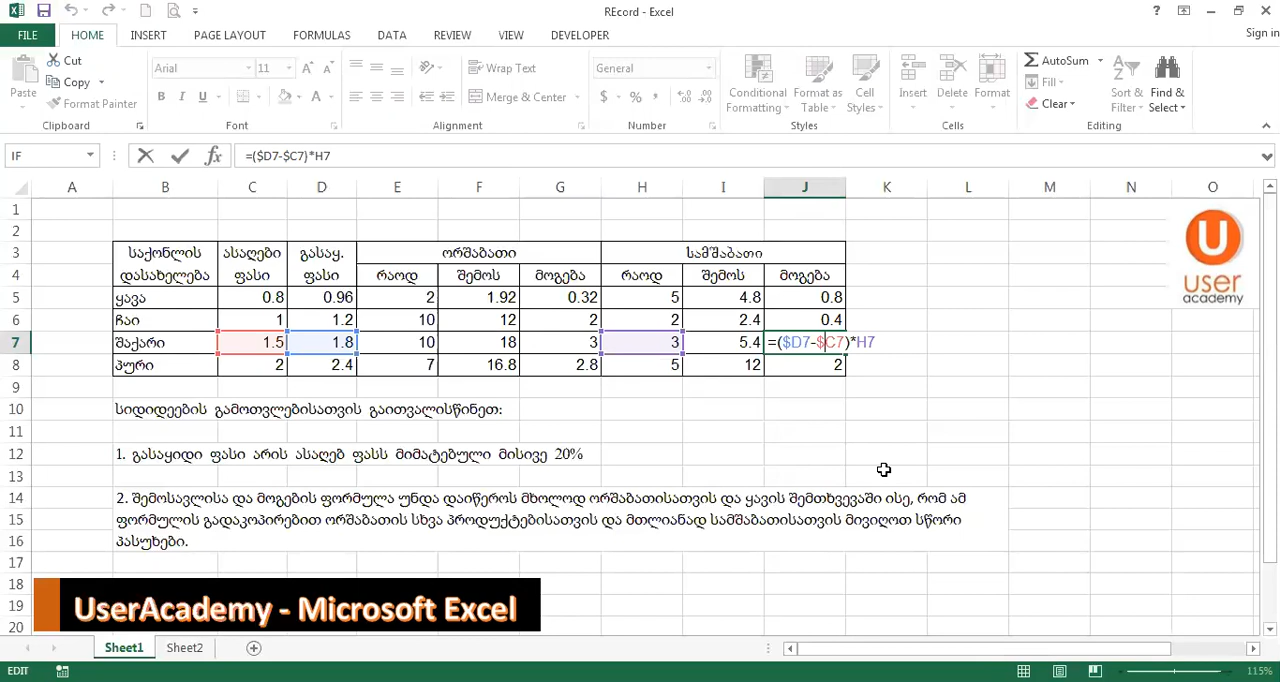 REcord - Excel
? Sign in
FILE HOME INSERT PAGE LAYOUT FORMULAS DATA REVIEW VIEW DEVELOPER
Paste Cut Copy Format Painter
Arial 11 A A B I U A
Wrap Text Merge & Center
General $ % ,
Conditional Formatting Format as Table Cell Styles
Insert Delete Format
AutoSum Fill Clear Sort & Filter Find & Select
Clipboard Font Alignment Number Styles Cells Editing
IF fx =($D7-$C7)*H7
A B C D E F G H I J K L M N O
1
2
3 საქონლის ასაღები გასაყ. ორშაბათი სამშაბათი
4 დასახელება ფასი ფასი რაოდ შემოს მოგება რაოდ შემოს მოგება
5 ყავა 0.8 0.96 2 1.92 0.32 5 4.8 0.8
6 ჩაი 1 1.2 10 12 2 2 2.4 0.4
7 შაქარი 1.5 1.8 10 18 3 3 5.4 =($D7-$C7)*H7
8 პური 2 2.4 7 16.8 2.8 5 12 2
9
10 სიდიდეების გამოთვლებისათვის გაითვალისწინეთ:
11
12 1. გასაყიდი ფასი არის ასაღებ ფასს მიმატებული მისივე 20%
13
14 2. შემოსავლისა და მოგების ფორმულა უნდა დაიწეროს მხოლოდ ორშაბათისათვის და ყავის შემთხვევაში ისე, რომ ამ
15 ფორმულის გადაკოპირებით ორშაბათის სხვა პროდუქტებისათვის და მთლიანად სამშაბათისათვის მივიღოთ სწორი
16 პასუხები.
17
18
19
20
U
user
academy
UserAcademy - Microsoft Excel
Sheet1 Sheet2
EDIT 115%